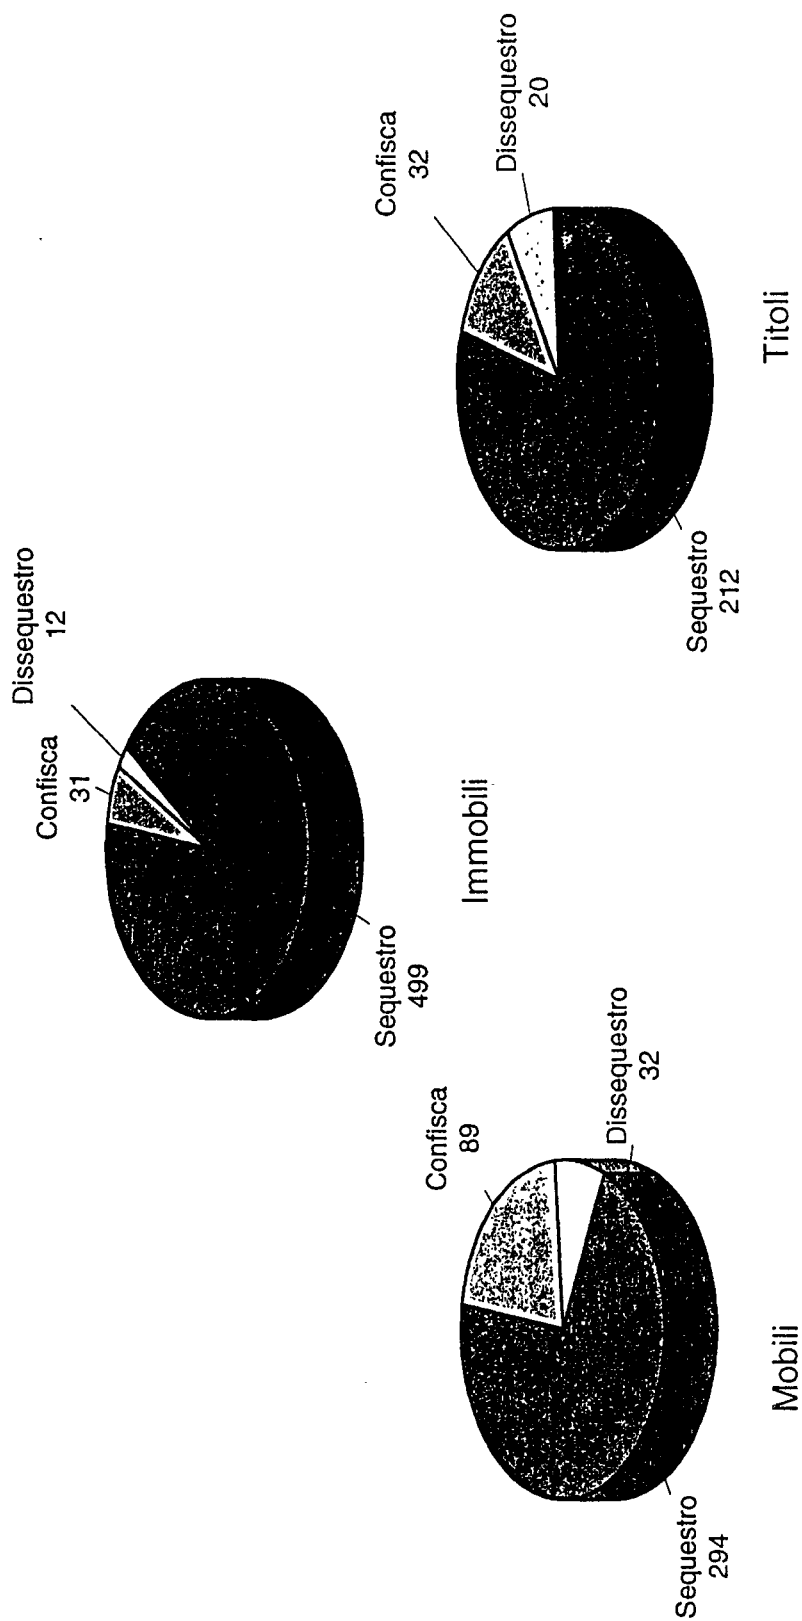 Dissequestro
12
Confisca
31
Sequestro
499
Immobili
Confisca
89
Dissequestro
32
Sequestro
294
Mobili
Confisca
32
Dissequestro
20
Sequestro
212
Titoli